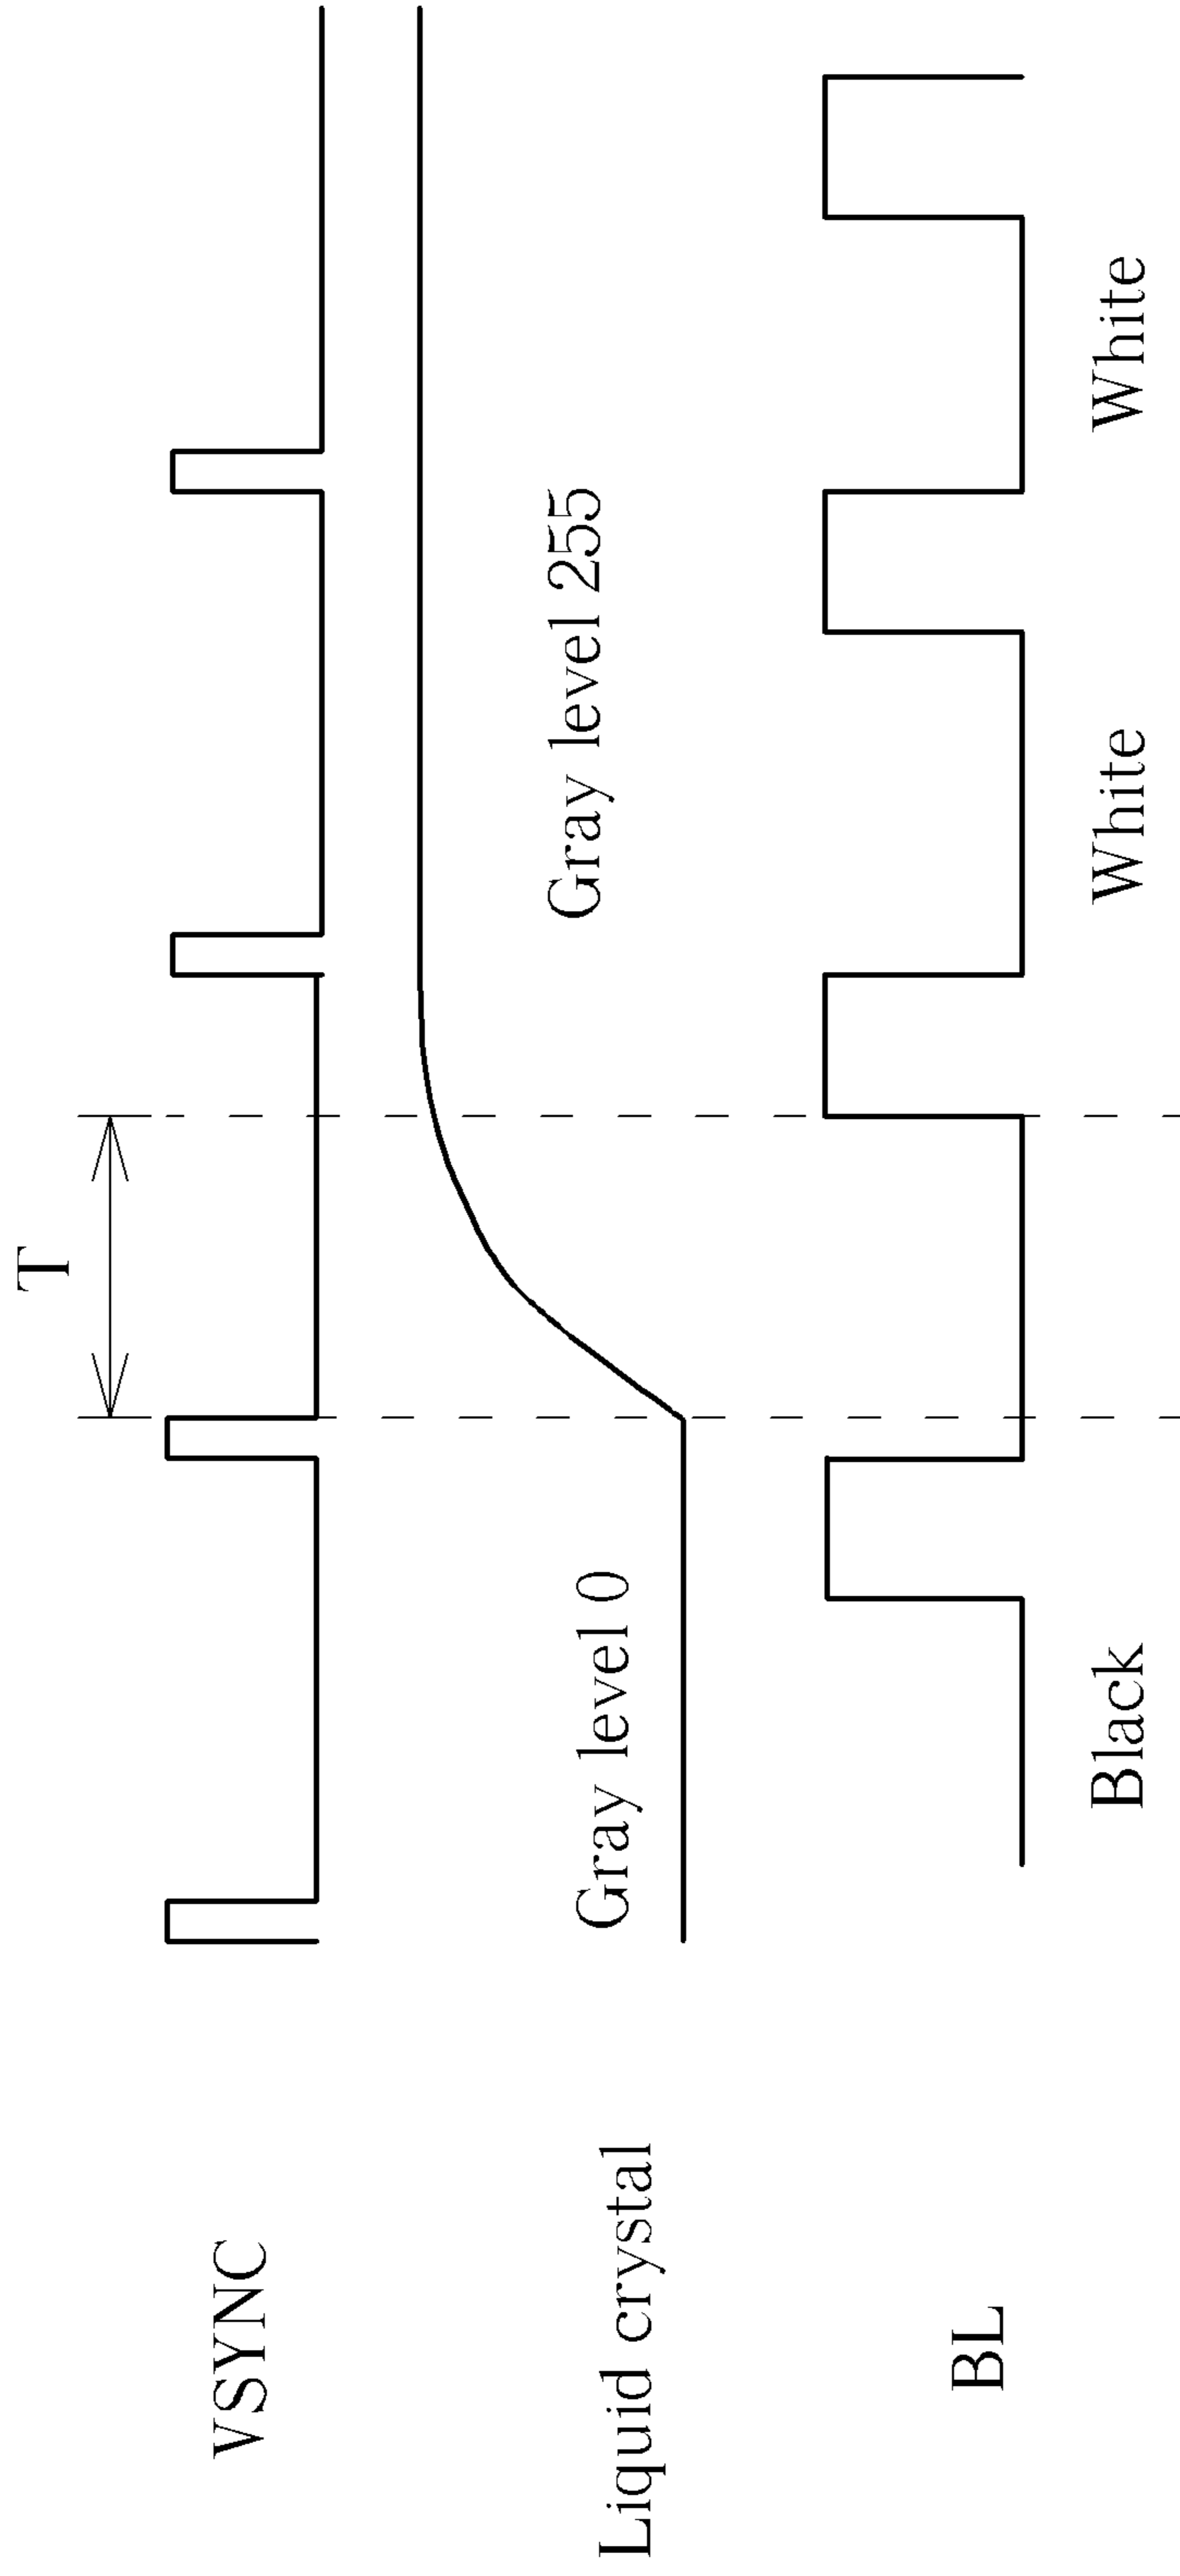 T
VSYNC
Gray level 0
Gray level 255
Liquid crystal
BL
Black
White
White